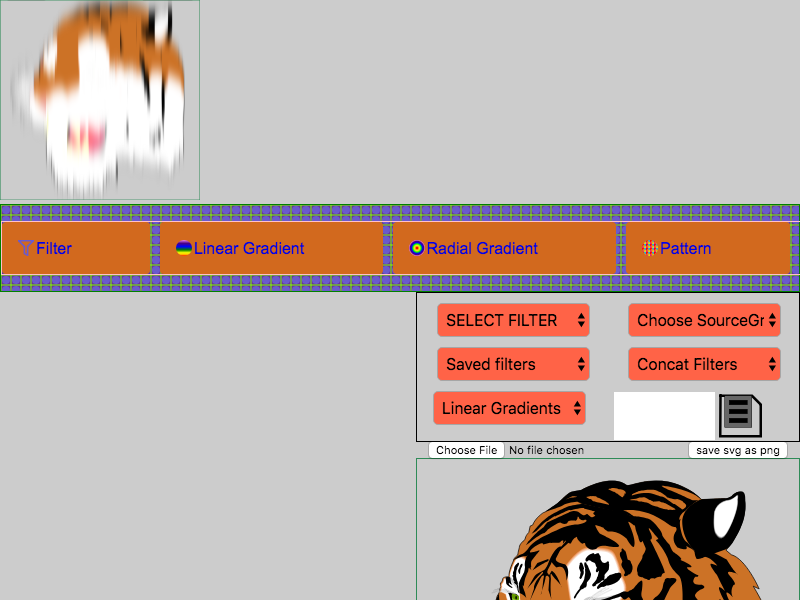 Filter
Linear Gradient
Radial Gradient
Pattern
SELECT FILTER
Choose SourceGr
Saved filters
Concat Filters
Linear Gradients
Choose File No file chosen
save svg as png